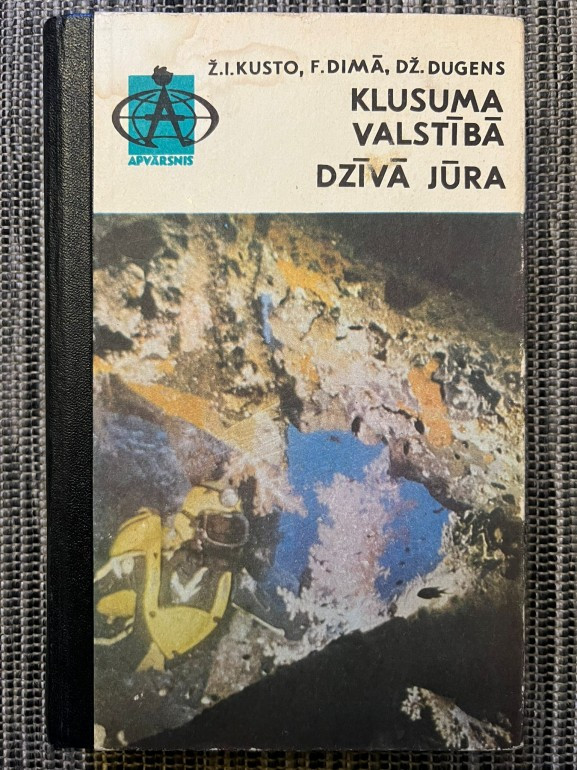 Ž.I.KUSTO, F.DIMĀ, DŽ.DUGENS
KLUSUMA
VALSTĪBĀ
DZĪVĀ JŪRA
APVĀRSNIS